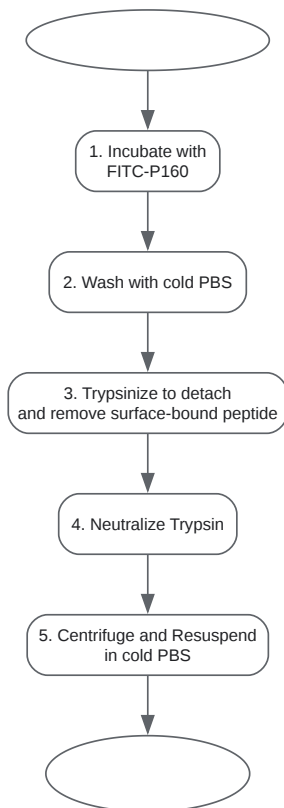 1. Incubate with
FITC-P160
2. Wash with cold PBS
3. Trypsinize to detach
and remove surface-bound peptide
4. Neutralize Trypsin
5. Centrifuge and Resuspend
in cold PBS